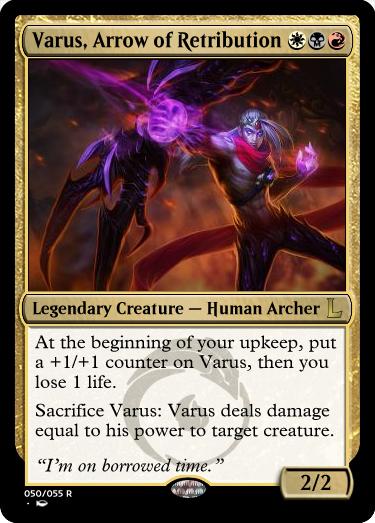 Varus, Arrow of Retribution
Legendary Creature — Human Archer L
At the beginning of your upkeep, put
a +1/+1 counter on Varus, then you
lose 1 life.
Sacrifice Varus: Varus deals damage
equal to his power to target creature.
"I'm on borrowed time."
2/2
050/055 R